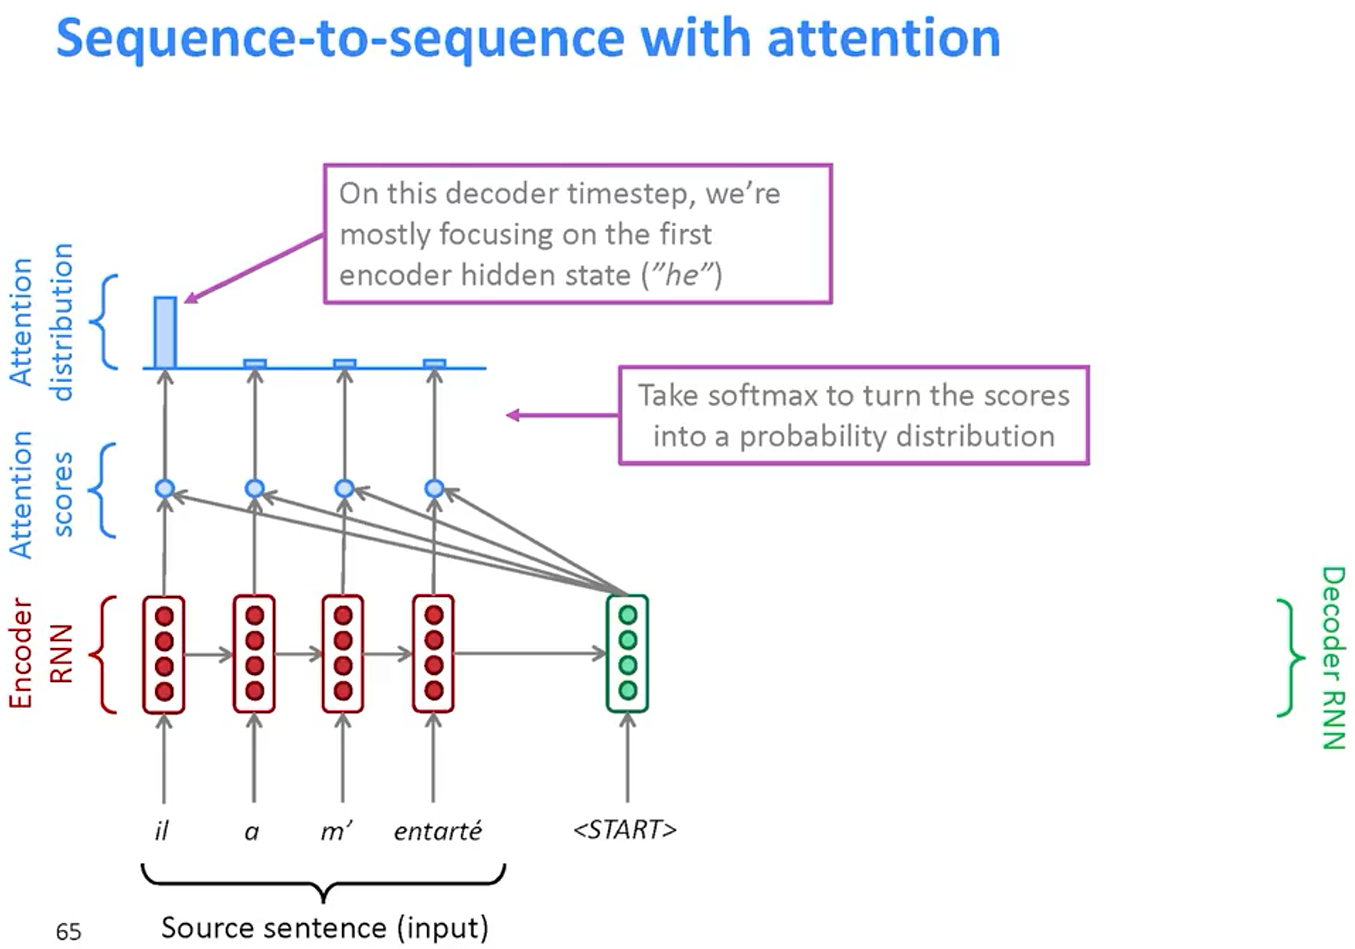 Sequence-to-sequence with attention
On this decoder timestep, we’re
mostly focusing on the first
encoder hidden state (”he”)
Attention
distribution
Take softmax to turn the scores
into a probability distribution
Attention
scores
Encoder
RNN
Decoder RNN
il a m’ entarté <START>
Source sentence (input)
65